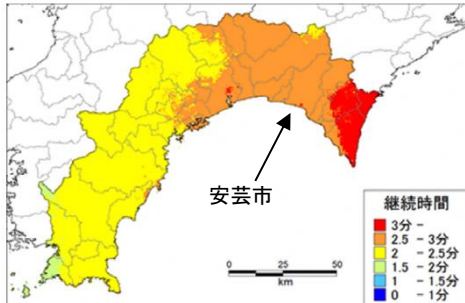 安芸市
継続時間
3分 -
2.5 - 3分
2 - 2.5分
1.5 - 2分
1 - 1.5分
0 - 1分
0 25 50
km